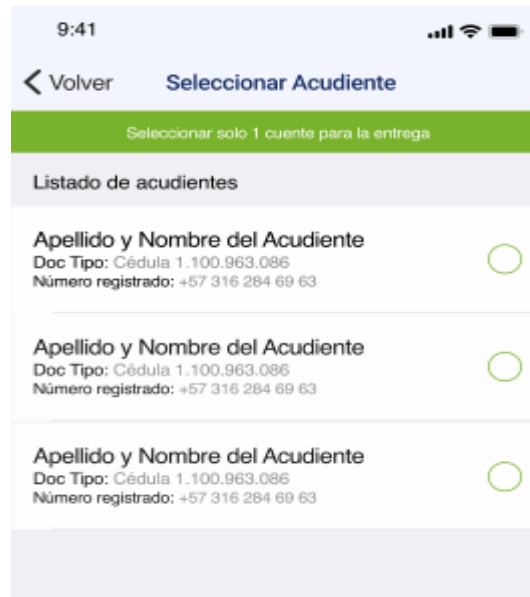 9:41
Volver
Seleccionar Acudiente
Seleccionar solo 1 cuente para la entrega
Listado de acudientes
Apellido y Nombre del Acudiente
Doc Tipo: Cédula 1.100.963.086
Número registrado: +57 316 284 69 63
Apellido y Nombre del Acudiente
Doc Tipo: Cédula 1.100.963.086
Número registrado: +57 316 284 69 63
Apellido y Nombre del Acudiente
Doc Tipo: Cédula 1.100.963.086
Número registrado: +57 316 284 69 63